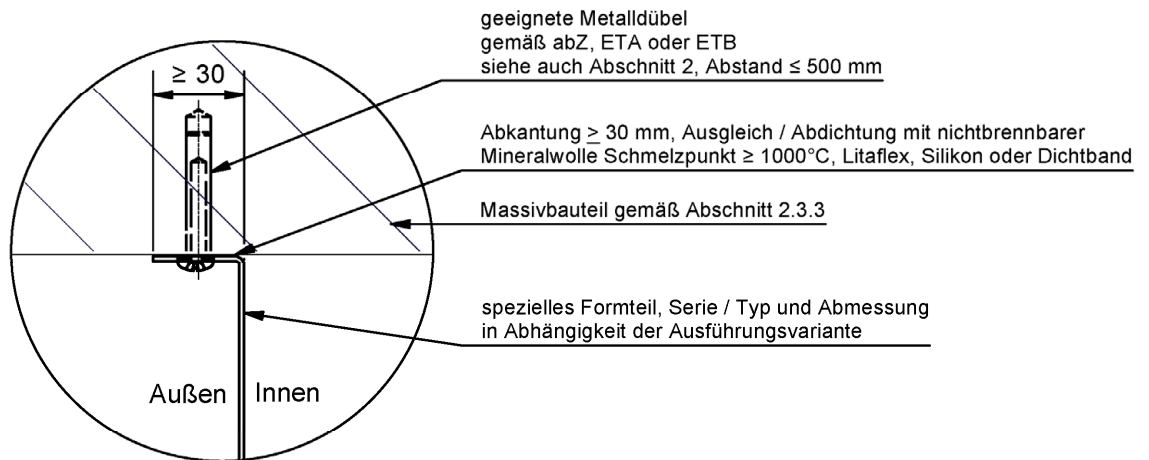 geeignete Metalldübel
gemäß abZ, ETA oder ETB
siehe auch Abschnitt 2, Abstand ≤ 500 mm
≥ 30
Abkantung ≥ 30 mm, Ausgleich / Abdichtung mit nichtbrennbarer
Mineralwolle Schmelzpunkt ≥ 1000°C, Litaflex, Silikon oder Dichtband
Massivbauteil gemäß Abschnitt 2.3.3
spezielles Formteil, Serie / Typ und Abmessung
in Abhängigkeit der Ausführungsvariante
Außen Innen